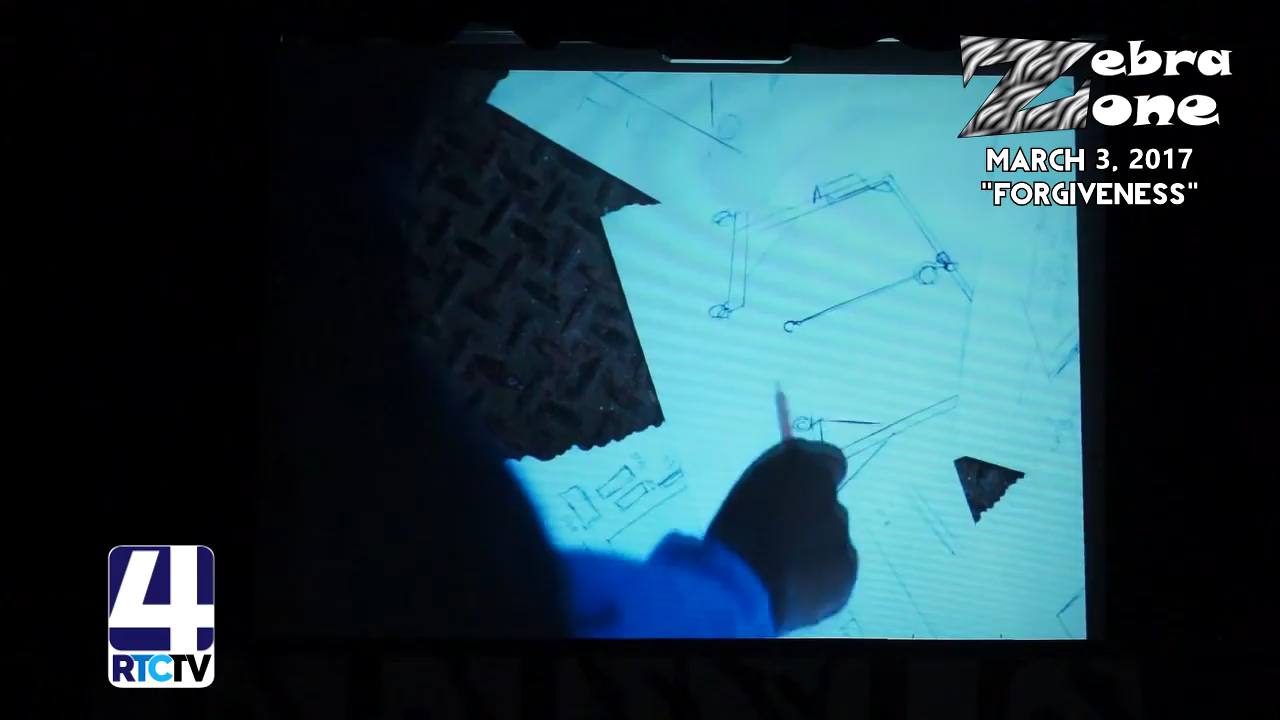 Zebra
Zone
MARCH 3, 2017
"FORGIVENESS"
4
RTCTV